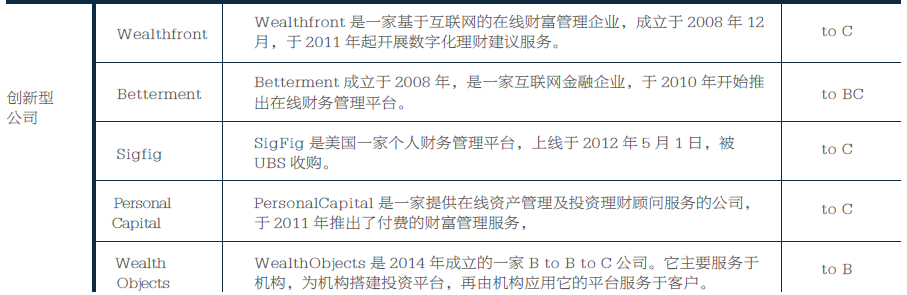 Wealthfront 是一家基于互联网的在线财富管理企业，成立于 2008 年 12
Wealthfront
to C
月，于 2011 年起开展数字化理财建议服务。
Betterment 成立于 2008 年，是一家互联网金融企业，于 2010 年开始推
创新型
公司
Betterment
to BC
出在线财务管理平台。
SigFig 是美国一家个人财务管理平台，上线于 2012 年 5 月 1 日，被
Sigfig
to C
UBS 收购。
Personal
Capital
PersonalCapital 是一家提供在线资产管理及投资理财顾问服务的公司，
于 2011 年推出了付费的财富管理服务，
to C
Wealth
Objects
WealthObjects 是 2014 年成立的一家 B to B to C 公司。它主要服务于
机构，为机构搭建投资平台，再由机构应用它的平台服务于客户。
to B